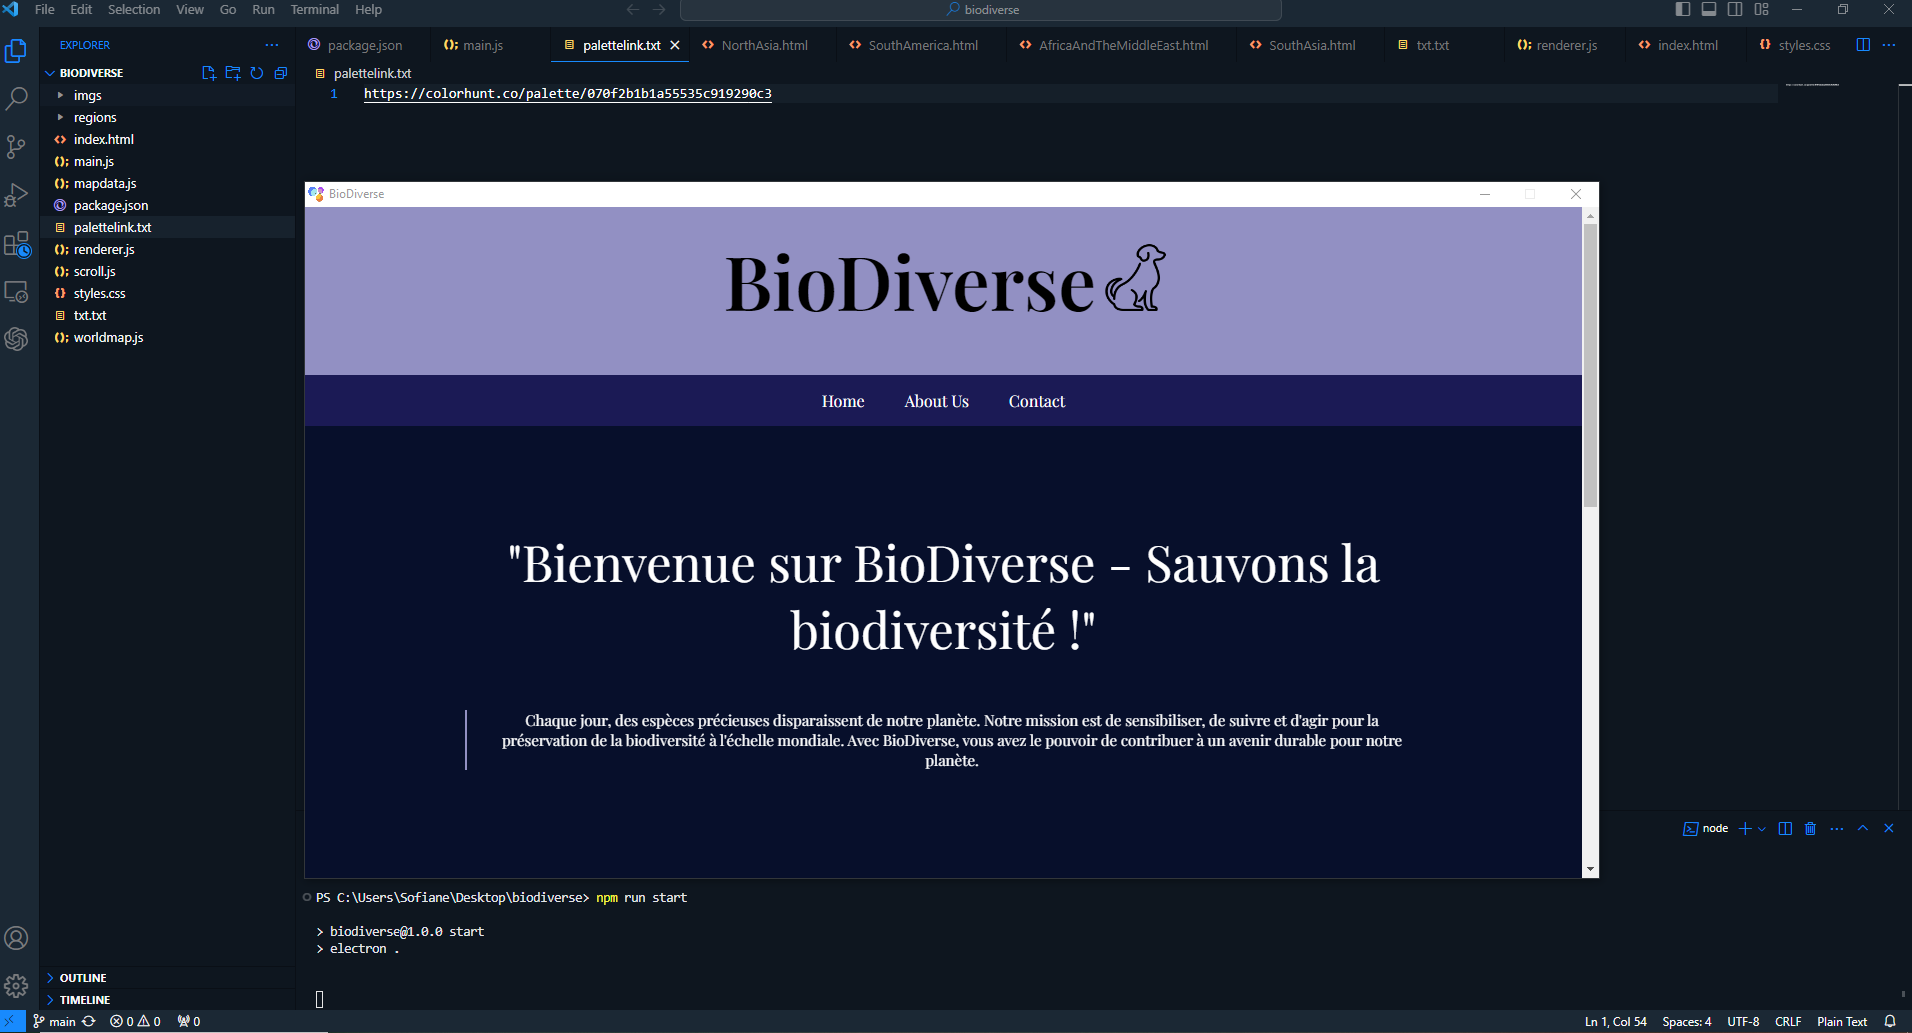 File Edit Selection View Go Run Terminal Help
biodiverse
EXPLORER
package.json main.js palettelink.txt NorthAsia.html SouthAmerica.html AfricaAndTheMiddleEast.html SouthAsia.html txt.txt renderer.js index.html styles.css
BIODIVERSE
palettelink.txt
imgs
1 https://colorhunt.co/palette/070f2b1b1a55535c919290c3
regions
index.html
main.js
mapdata.js
package.json
palettelink.txt
renderer.js
scroll.js
styles.css
txt.txt
worldmap.js
BioDiverse
BioDiverse
Home About Us Contact
"Bienvenue sur BioDiverse - Sauvons la
biodiversité !"
Chaque jour, des espèces précieuses disparaissent de notre planète. Notre mission est de sensibiliser, de suivre et d'agir pour la
préservation de la biodiversité à l'échelle mondiale. Avec BioDiverse, vous avez le pouvoir de contribuer à un avenir durable pour notre
planète.
node
PS C:\Users\Sofiane\Desktop\biodiverse> npm run start
> biodiverse@1.0.0 start
> electron .
OUTLINE
TIMELINE
main 0 0 0 Ln 1, Col 54 Spaces: 4 UTF-8 CRLF Plain Text